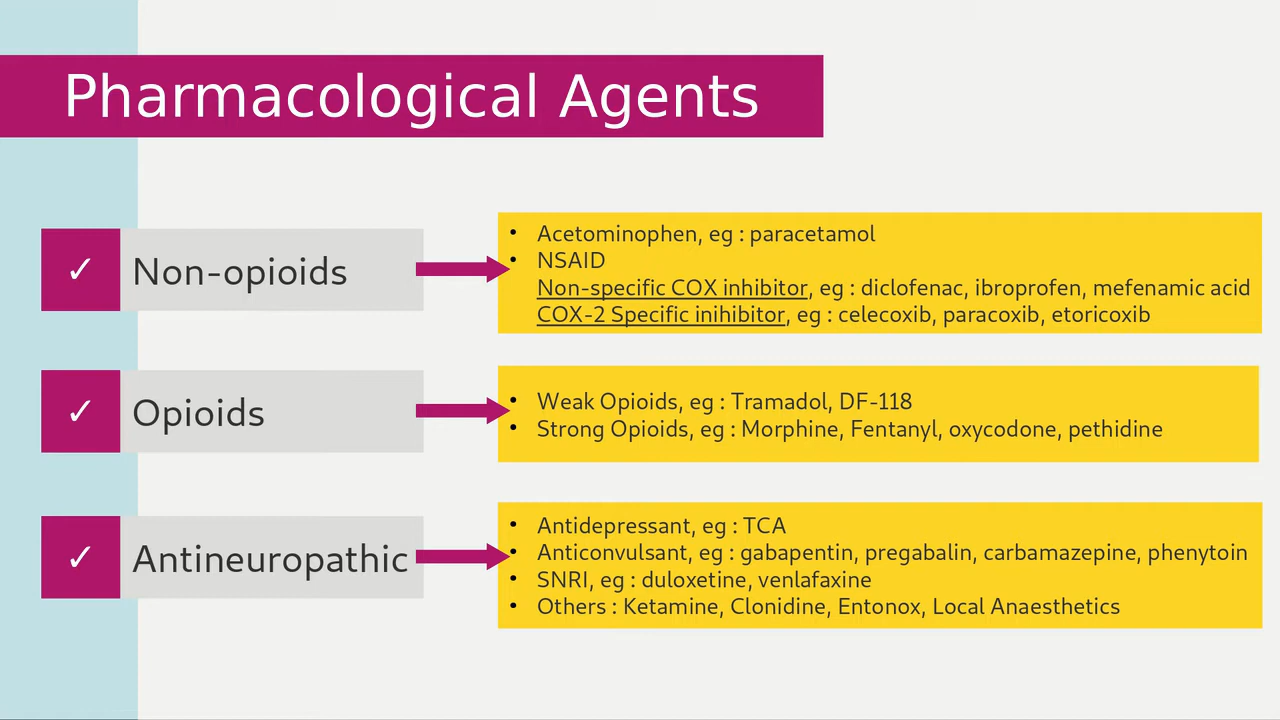 Pharmacological Agents
✓ Non-opioids
• Acetominophen, eg : paracetamol
• NSAID
Non-specific COX inhibitor, eg : diclofenac, ibroprofen, mefenamic acid
COX-2 Specific inihibitor, eg : celecoxib, paracoxib, etoricoxib
✓ Opioids
• Weak Opioids, eg : Tramadol, DF-118
• Strong Opioids, eg : Morphine, Fentanyl, oxycodone, pethidine
✓ Antineuropathic
• Antidepressant, eg : TCA
• Anticonvulsant, eg : gabapentin, pregabalin, carbamazepine, phenytoin
• SNRI, eg : duloxetine, venlafaxine
• Others : Ketamine, Clonidine, Entonox, Local Anaesthetics